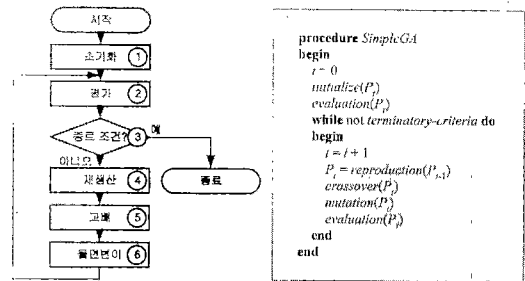 시작
초기화 ①
평가 ②
종료 조건? ③ 예
아니요
재생산 ④ 종료
교배 ⑤
돌연변이 ⑥
procedure SimpleGA
begin
t = 0
initialize(Pt)
evaluation(Pt)
while not terminatary-criteria do
begin
t = t + 1
Pt = reproduction(Pt-1)
crossover(Pt)
mutation(Pt)
evaluation(Pt)
end
end